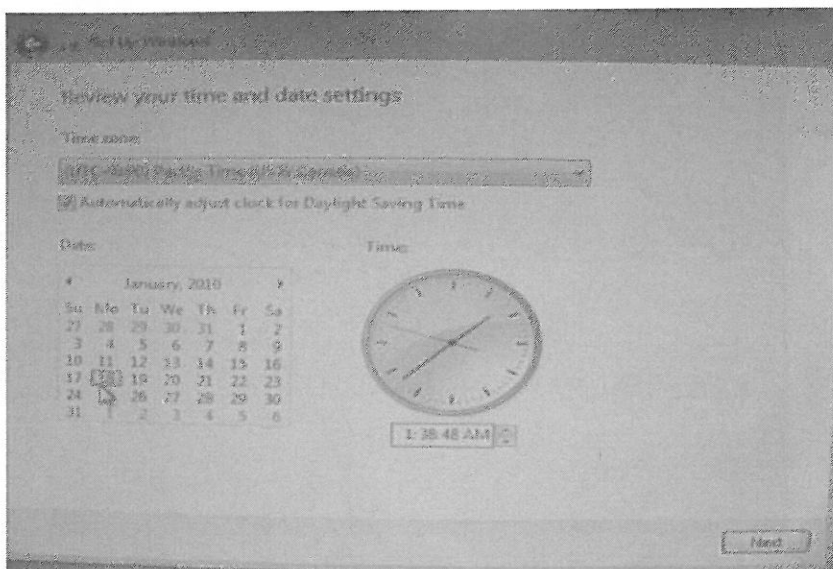 Set Up Windows
Review your time and date settings
Time zone:
(UTC-08:00) Pacific Time (US & Canada)
Automatically adjust clock for Daylight Saving Time
Date:
Time:
January, 2010
Su Mo Tu We Th Fr Sa
27 28 29 30 31 1 2
3 4 5 6 7 8 9
10 11 12 13 14 15 16
17 18 19 20 21 22 23
24 26 27 28 29 30
31 1 2 3 4 5 6
1:38:48 AM
Next